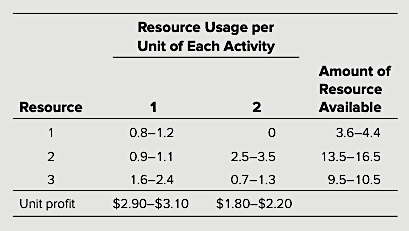 Resource Usage per
Unit of Each Activity
Amount of
Resource
Resource 1 2 Available
1 0.8–1.2 0 3.6–4.4
2 0.9–1.1 2.5–3.5 13.5–16.5
3 1.6–2.4 0.7–1.3 9.5–10.5
Unit profit $2.90–$3.10 $1.80–$2.20